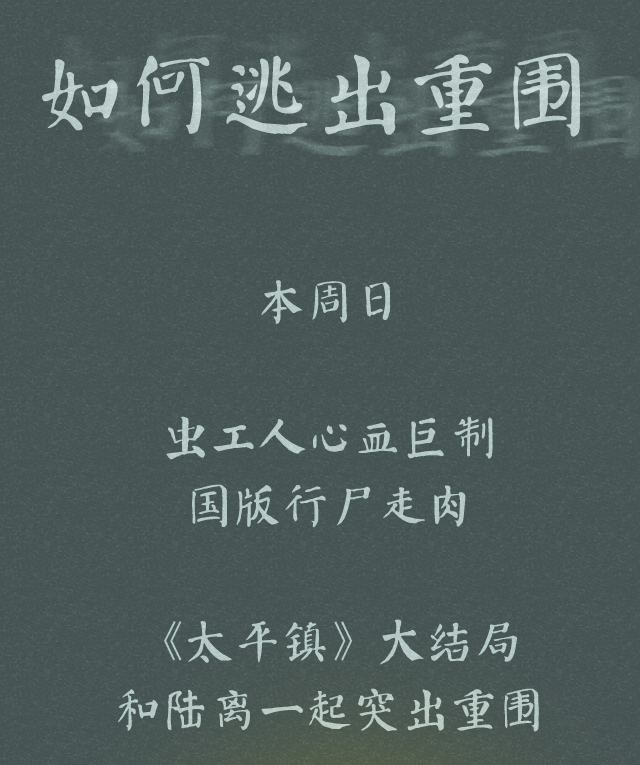 如何逃出重围
本周日
虫工人心血巨制
国版行尸走肉
《太平镇》大结局
和陆离一起突出重围